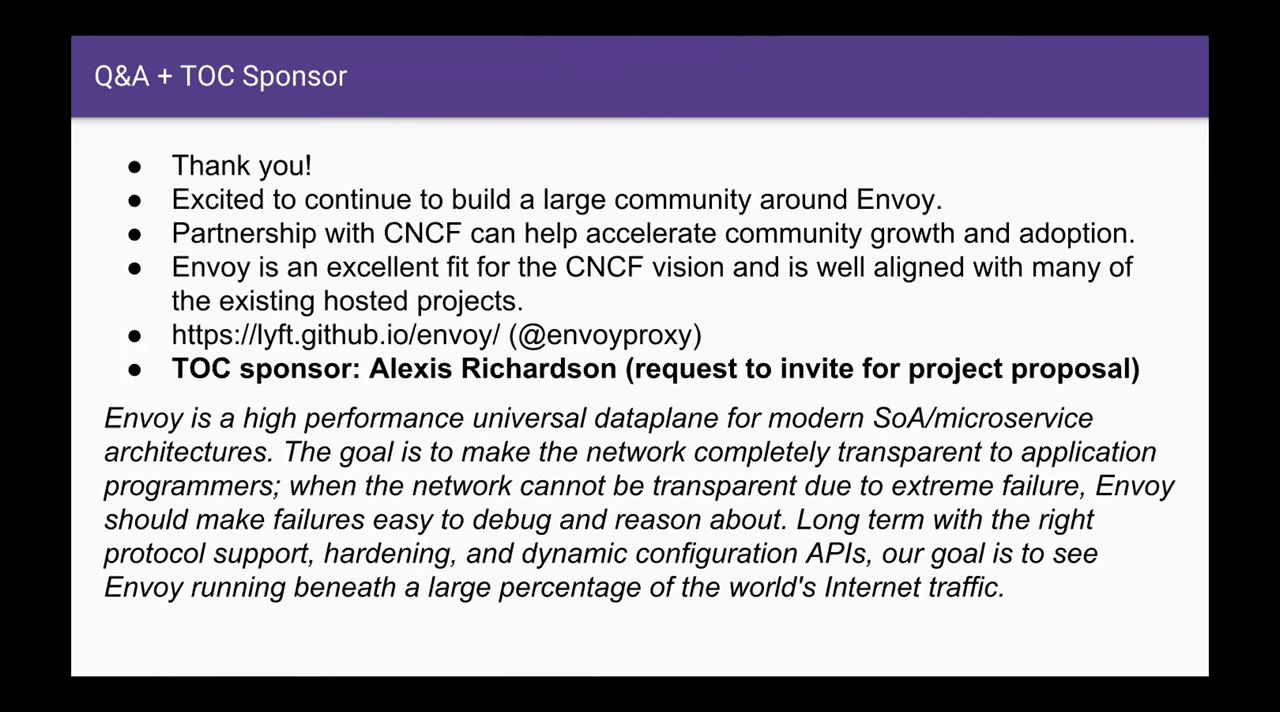 Q&A + TOC Sponsor
● Thank you!
● Excited to continue to build a large community around Envoy.
● Partnership with CNCF can help accelerate community growth and adoption.
● Envoy is an excellent fit for the CNCF vision and is well aligned with many of
the existing hosted projects.
● https://lyft.github.io/envoy/ (@envoyproxy)
● TOC sponsor: Alexis Richardson (request to invite for project proposal)
Envoy is a high performance universal dataplane for modern SoA/microservice
architectures. The goal is to make the network completely transparent to application
programmers; when the network cannot be transparent due to extreme failure, Envoy
should make failures easy to debug and reason about. Long term with the right
protocol support, hardening, and dynamic configuration APIs, our goal is to see
Envoy running beneath a large percentage of the world's Internet traffic.